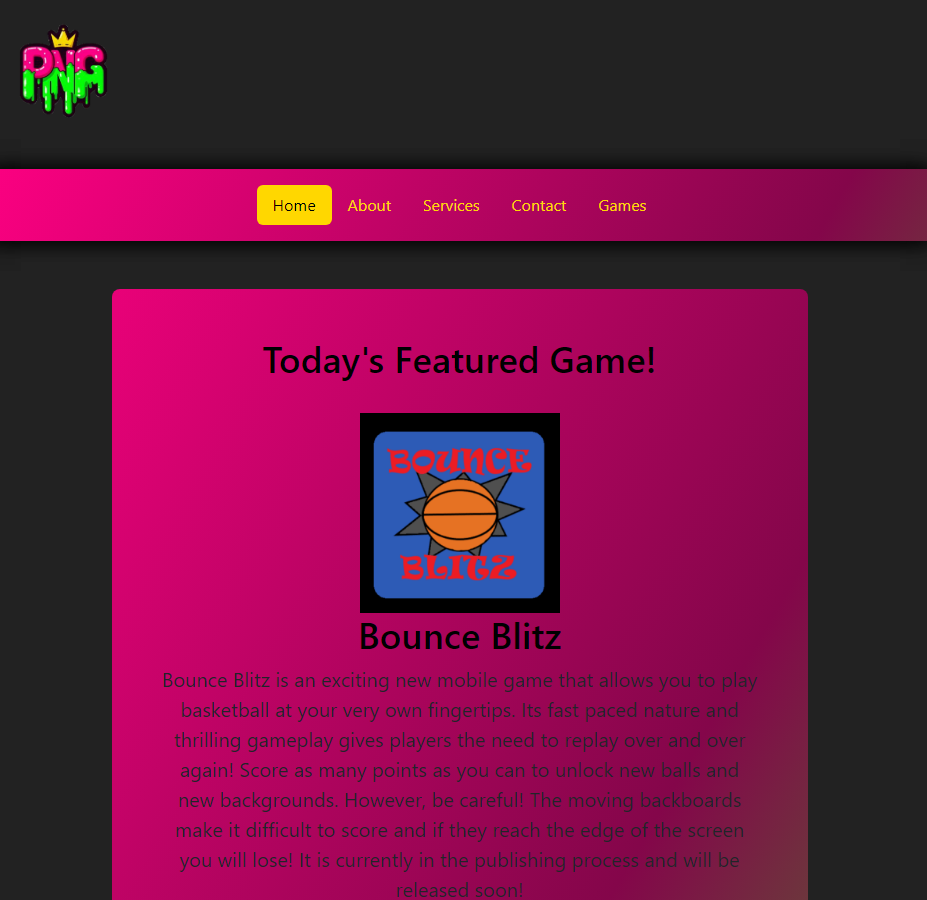 PNG
Home About Services Contact Games
Today's Featured Game!
BOUNCE
BLITZ
Bounce Blitz
Bounce Blitz is an exciting new mobile game that allows you to play
basketball at your very own fingertips. Its fast paced nature and
thrilling gameplay gives players the need to replay over and over
again! Score as many points as you can to unlock new balls and
new backgrounds. However, be careful! The moving backboards
make it difficult to score and if they reach the edge of the screen
you will lose! It is currently in the publishing process and will be
released soon!